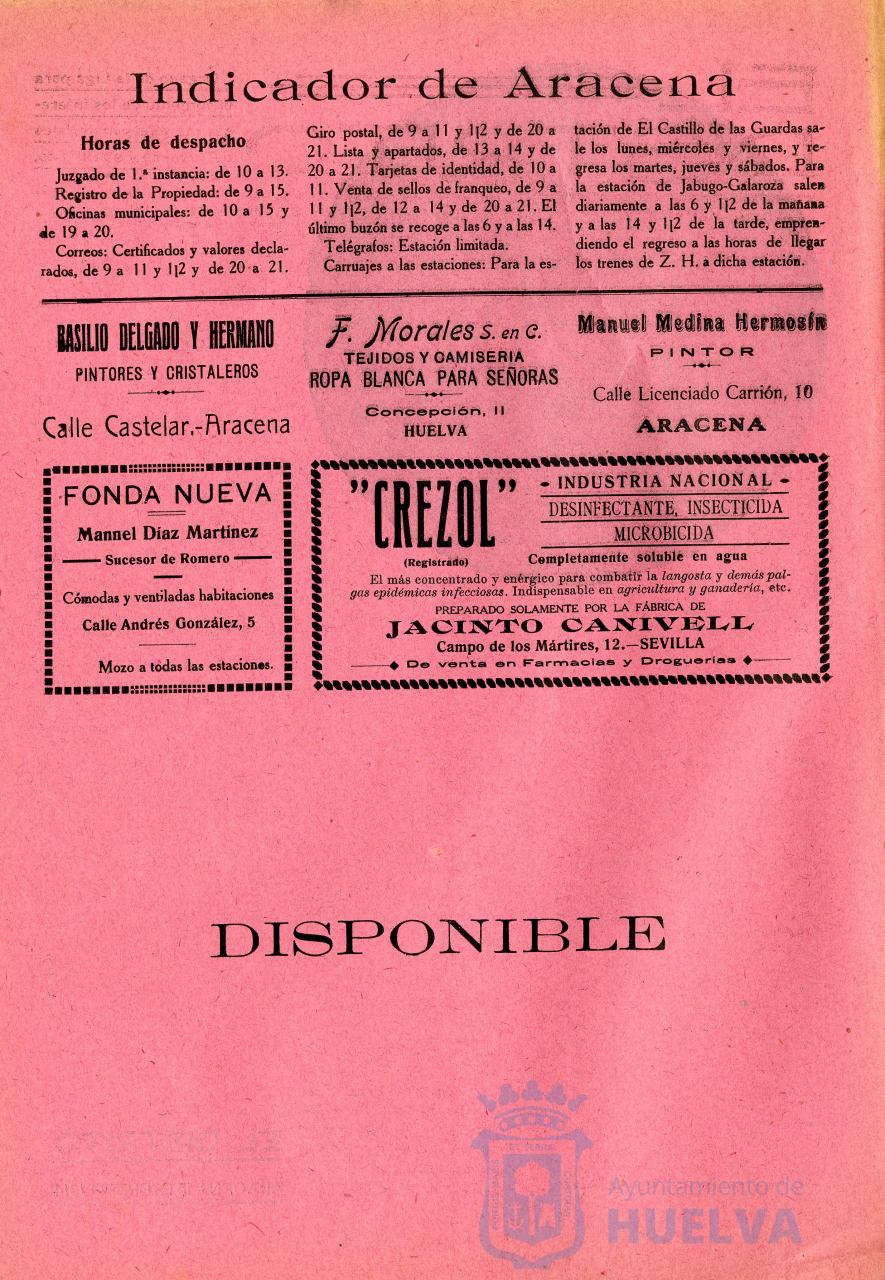 Indicador de Aracena
Horas de despacho
Juzgado de 1.ª instancia: de 10 a 13.
Registro de la Propiedad: de 9 a 15.
Oficinas municipales: de 10 a 15 y
de 19 a 20.
Correos: Certificados y valores decla-
rados, de 9 a 11 y 1|2 y de 20 a 21.
Giro postal, de 9 a 11 y 1|2 y de 20 a
21. Lista y apartados, de 13 a 14 y de
20 a 21. Tarjetas de identidad, de 10 a
11. Venta de sellos de franqueo, de 9 a
11 y 1|2, de 12 a 14 y de 20 a 21. El
último buzón se recoge a las 6 y a las 14.
Telégrafos: Estación limitada.
Carruajes a las estaciones: Para la es-
tación de El Castillo de las Guardas sa-
le los lunes, miércoles y viernes, y re-
gresa los martes, jueves y sábados. Para
la estación de Jabugo-Galaroza salen
diariamente a las 6 y 1|2 de la mañana
y a las 14 y 1|2 de la tarde, empren-
diendo el regreso a las horas de llegar
los trenes de Z. H. a dicha estación.
BASILIO DELGADO Y HERMANO
PINTORES Y CRISTALEROS
Calle Castelar.-Aracena
F. Morales S. en C.
TEJIDOS Y CAMISERIA
ROPA BLANCA PARA SEÑORAS
Concepción, 11
HUELVA
Manuel Medina Hermosín
PINTOR
Calle Licenciado Carrión, 10
ARACENA
FONDA NUEVA
Mannel Díaz Martínez
Sucesor de Romero
Cómodas y ventiladas habitaciones
Calle Andrés González, 5
Mozo a todas las estaciones.
"CREZOL"
(Registrado)
INDUSTRIA NACIONAL
DESINFECTANTE, INSECTICIDA
MICROBICIDA
Completamente soluble en agua
El más concentrado y enérgico para combatir la langosta y demás pal-
gas epidémicas infecciosas. Indispensable en agricultura y ganadería, etc.
PREPARADO SOLAMENTE POR LA FÁBRICA DE
JACINTO CANIVELL
Campo de los Mártires, 12.—SEVILLA
De venta en Farmacias y Droguerías
DISPONIBLE
Ayuntamiento de
HUELVA